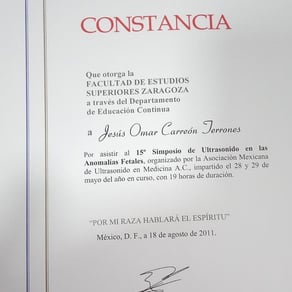 CONSTANCIA
Que otorga la
FACULTAD DE ESTUDIOS
SUPERIORES ZARAGOZA
a través del Departamento
de Educación Continua
a Jesús Omar Carreón Terrones
Por asistir al 15º Simposio de Ultrasonido en las
Anomalías Fetales, organizado por la Asociación Mexicana
de Ultrasonido en Medicina A.C., impartido el 28 y 29 de
mayo del año en curso, con 19 horas de duración.
"POR MI RAZA HABLARÁ EL ESPÍRITU"
México, D. F., a 18 de agosto de 2011.